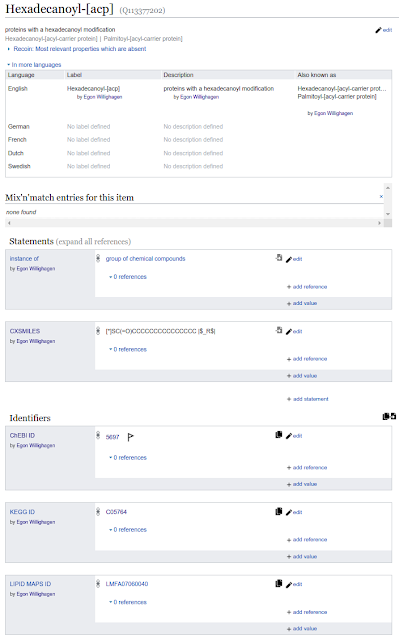 Hexadecanoyl-[acp] (Q113377202)
proteins with a hexadecanoyl modification
edit
Hexadecanoyl-[acyl-carrier protein] | Palmitoyl-[acyl-carrier protein]
Recoin: Most relevant properties which are absent
In more languages
Language Label Description Also known as
English Hexadecanoyl-[acp] proteins with a hexadecanoyl modification Hexadecanoyl-[acyl-carrier prot...
by Egon Willighagen by Egon Willighagen Palmitoyl-[acyl-carrier protein]
by Egon Willighagen
German No label defined No description defined
French No label defined No description defined
Dutch No label defined No description defined
Swedish No label defined No description defined
Mix'n'match entries for this item ×
none found
Statements (expand all references)
instance of group of chemical compounds edit
by Egon Willighagen
0 references
+ add reference
+ add value
CXSMILES [*]SC(=O)CCCCCCCCCCCCCCC |$_R$| edit
by Egon Willighagen
0 references
+ add reference
+ add value
+ add statement
Identifiers
ChEBI ID 5697 edit
by Egon Willighagen
0 references
+ add reference
+ add value
KEGG ID C05764 edit
by Egon Willighagen
0 references
+ add reference
+ add value
LIPID MAPS ID LMFA07060040 edit
by Egon Willighagen
0 references
+ add reference
+ add value